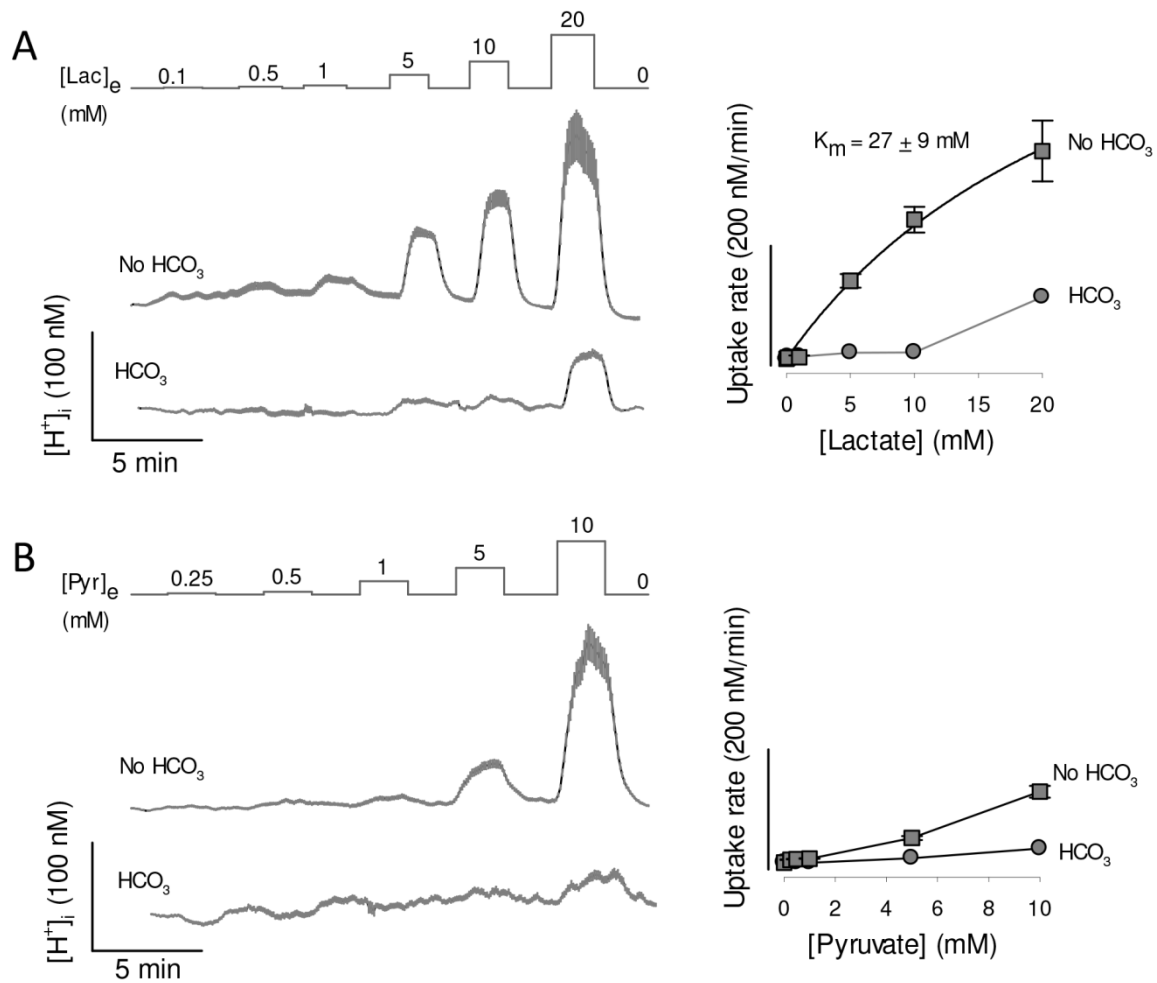 A
[Lac]e
(mM)
0.1 0.5 1 5 10 20 0
No HCO3
HCO3
[H+]i (100 nM)
5 min
Uptake rate (200 nM/min)
Km = 27 ± 9 mM
No HCO3
HCO3
0 5 10 15 20
[Lactate] (mM)
B
[Pyr]e
(mM)
0.25 0.5 1 5 10 0
No HCO3
HCO3
[H+]i (100 nM)
5 min
Uptake rate (200 nM/min)
No HCO3
HCO3
0 2 4 6 8 10
[Pyruvate] (mM)